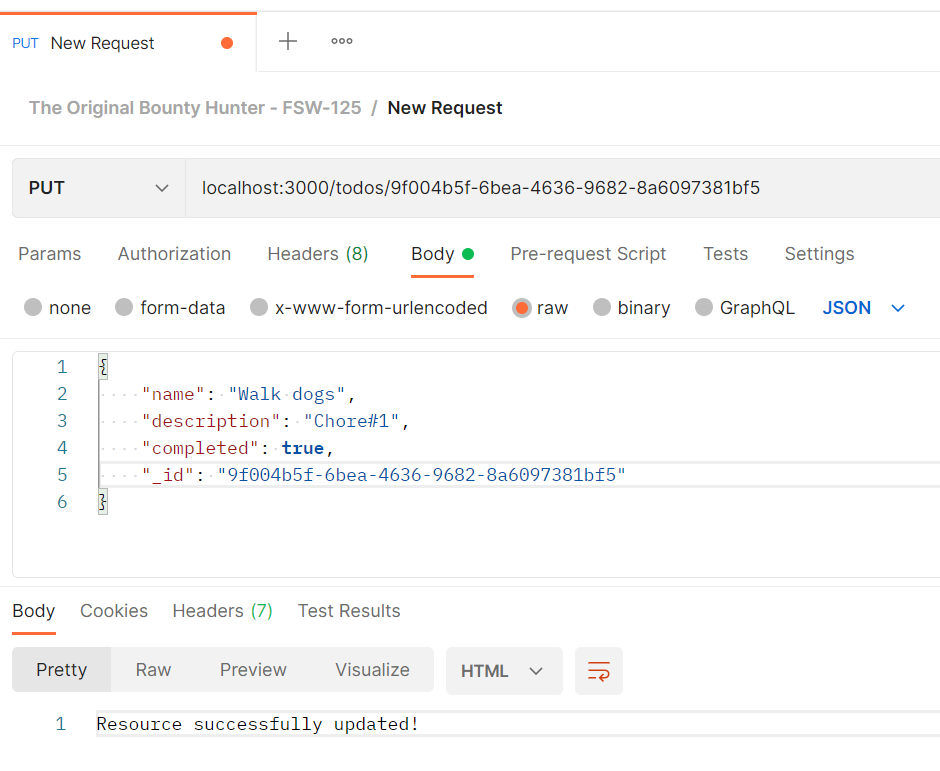 PUT New Request
The Original Bounty Hunter - FSW-125 / New Request
PUT localhost:3000/todos/9f004b5f-6bea-4636-9682-8a6097381bf5
Params Authorization Headers (8) Body Pre-request Script Tests Settings
none form-data x-www-form-urlencoded raw binary GraphQL JSON
1 {
2 "name": "Walk dogs",
3 "description": "Chore#1",
4 "completed": true,
5 "_id": "9f004b5f-6bea-4636-9682-8a6097381bf5"
6 }
Body Cookies Headers (7) Test Results
Pretty Raw Preview Visualize HTML
1 Resource successfully updated!